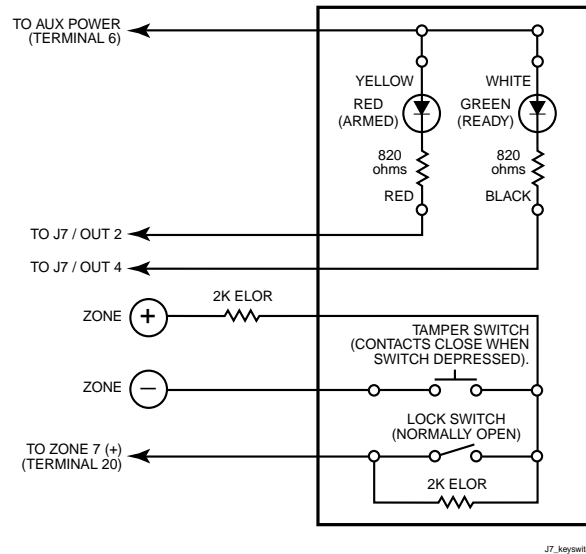 TO AUX POWER
(TERMINAL 6)
YELLOW
WHITE
RED
(ARMED)
GREEN
(READY)
820
ohms
820
ohms
RED
BLACK
TO J7 / OUT 2
TO J7 / OUT 4
2K ELOR
ZONE
+
TAMPER SWITCH
(CONTACTS CLOSE WHEN
SWITCH DEPRESSED).
ZONE
–
LOCK SWITCH
(NORMALLY OPEN)
TO ZONE 7 (+)
(TERMINAL 20)
2K ELOR
J7_keyswit